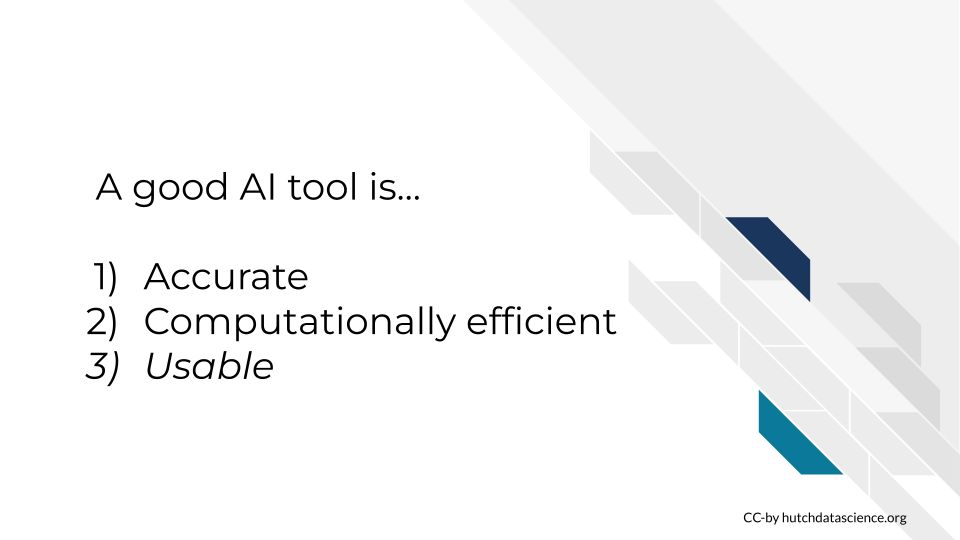 A good AI tool is...
1) Accurate
2) Computationally efficient
3) Usable
CC-by hutchdatascience.org